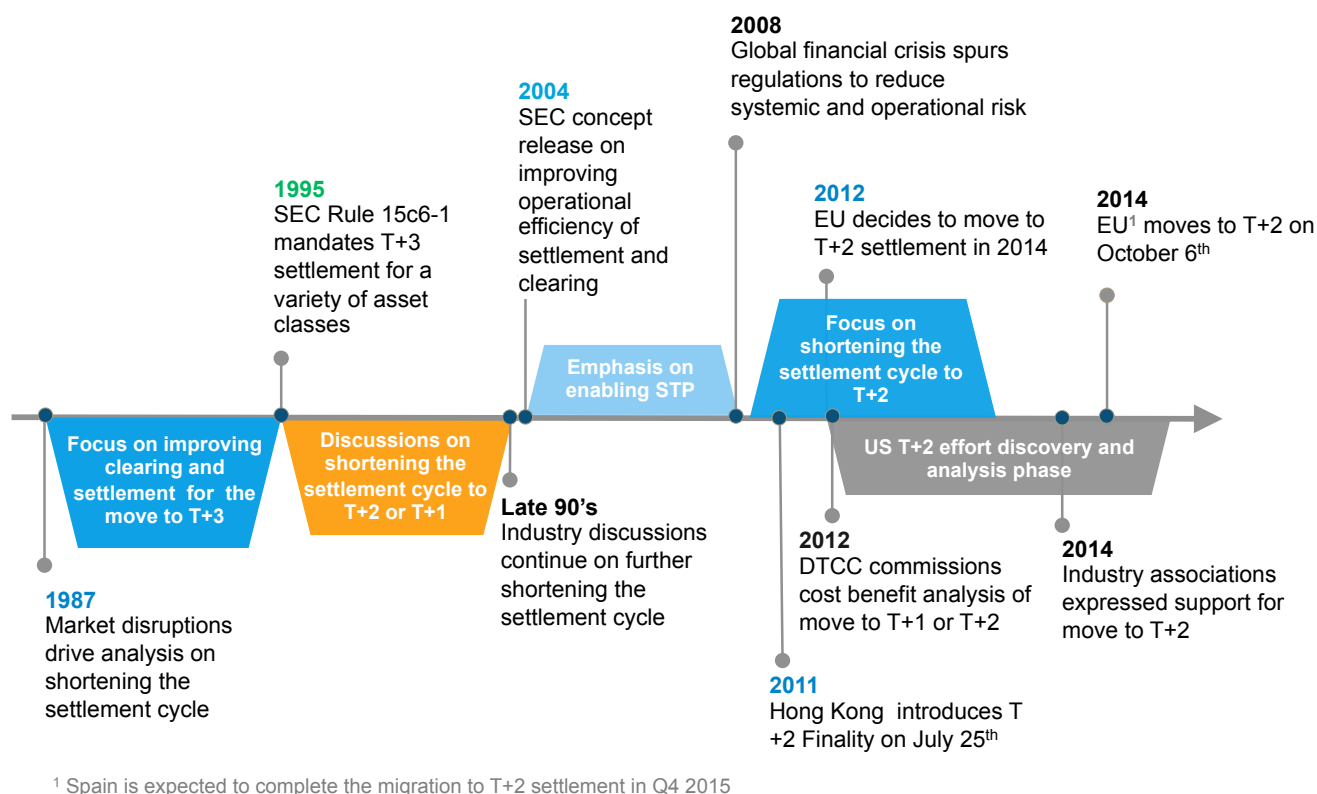 2008
Global financial crisis spurs
regulations to reduce
systemic and operational risk
2004
SEC concept
release on
improving
operational
efficiency of
settlement and
clearing
1995
SEC Rule 15c6-1
mandates T+3
settlement for a
variety of asset
classes
2012
EU decides to move to
T+2 settlement in 2014
2014
EU¹ moves to T+2 on
October 6th
Emphasis on
enabling STP
Focus on
shortening the
settlement cycle to
T+2
Focus on improving
clearing and
settlement for the
move to T+3
Discussions on
shortening the
settlement cycle to
T+2 or T+1
US T+2 effort discovery and
analysis phase
Late 90’s
Industry discussions
continue on further
shortening the
settlement cycle
2012
DTCC commissions
cost benefit analysis of
move to T+1 or T+2
2014
Industry associations
expressed support for
move to T+2
1987
Market disruptions
drive analysis on
shortening the
settlement cycle
2011
Hong Kong introduces T
+2 Finality on July 25th
¹ Spain is expected to complete the migration to T+2 settlement in Q4 2015